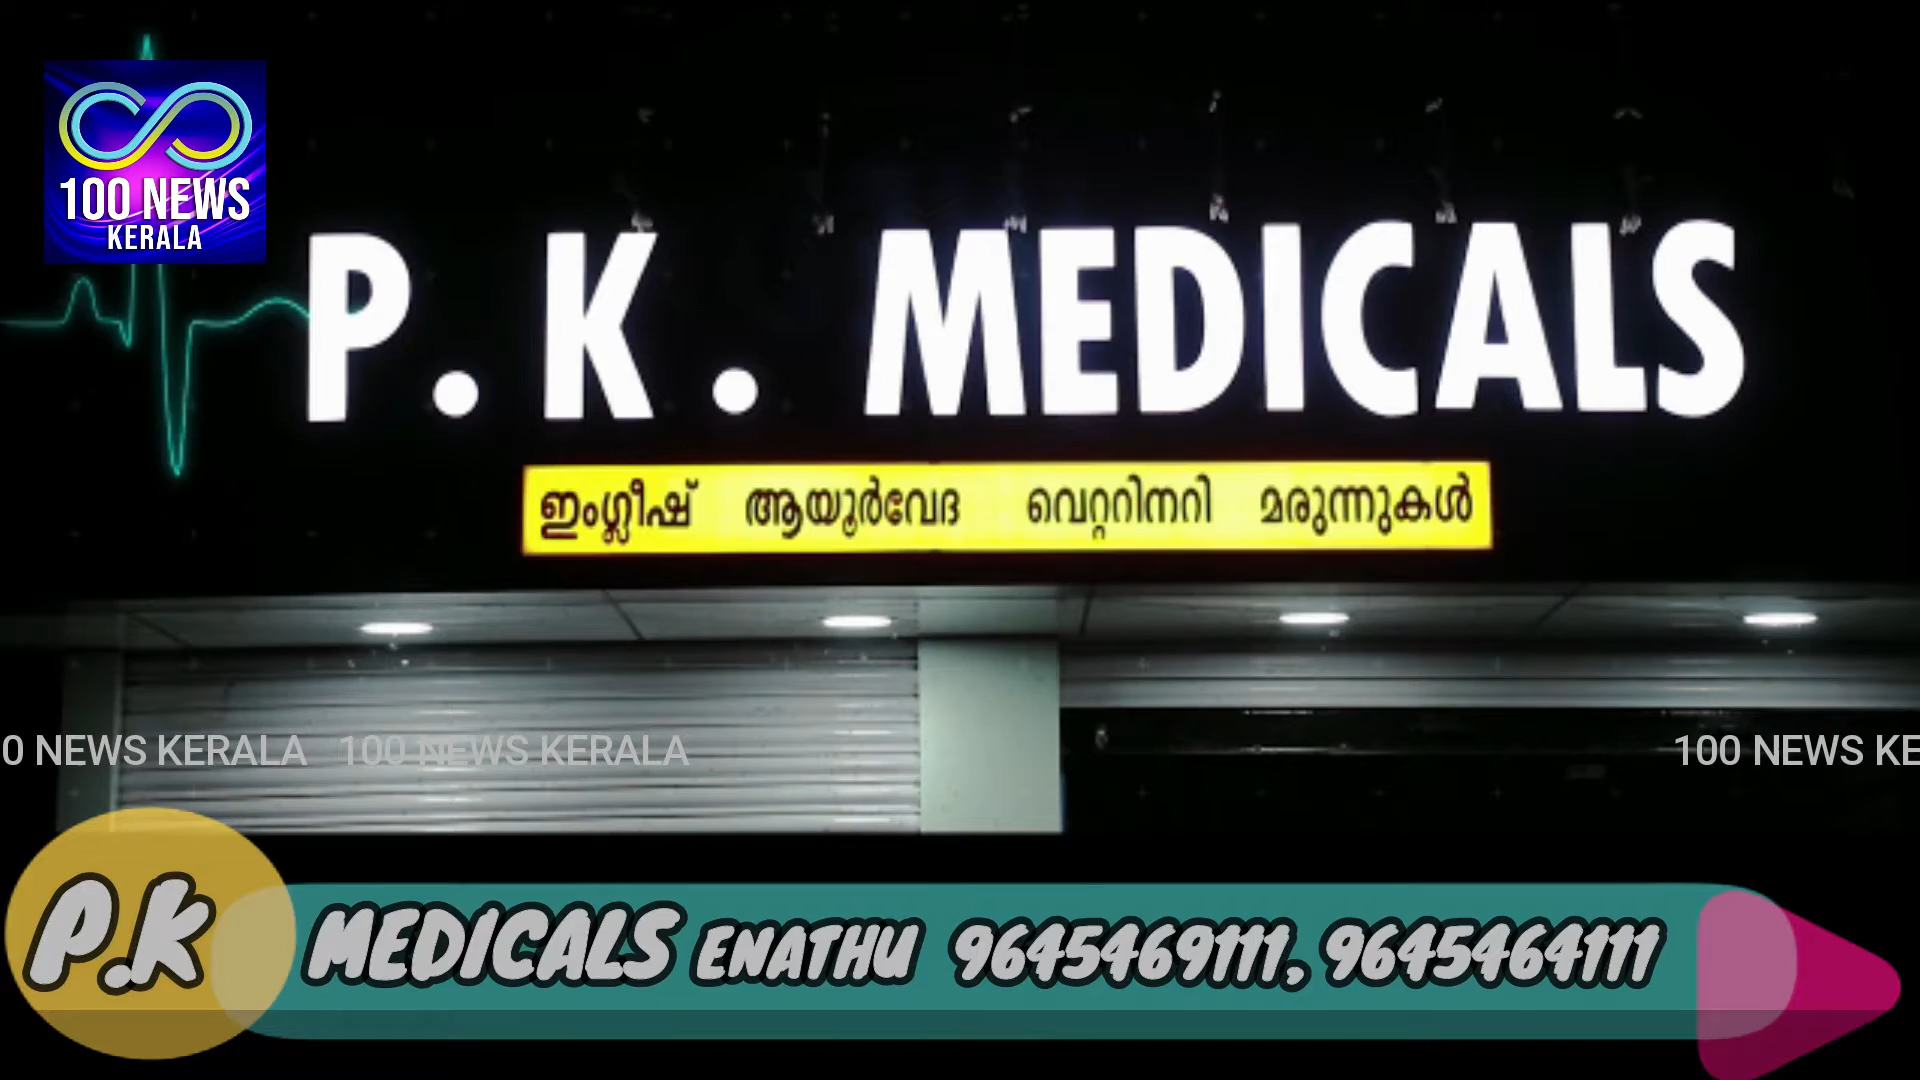 100 NEWS
KERALA
P.K. MEDICALS
ഇംഗ്ലീഷ് ആയൂർവേദ വെറ്ററിനറി മരുന്നുകൾ
0 NEWS KERALA 100 NEWS KERALA 100 NEWS KE
P.K MEDICALS ENATHU 9645469111, 9645464111